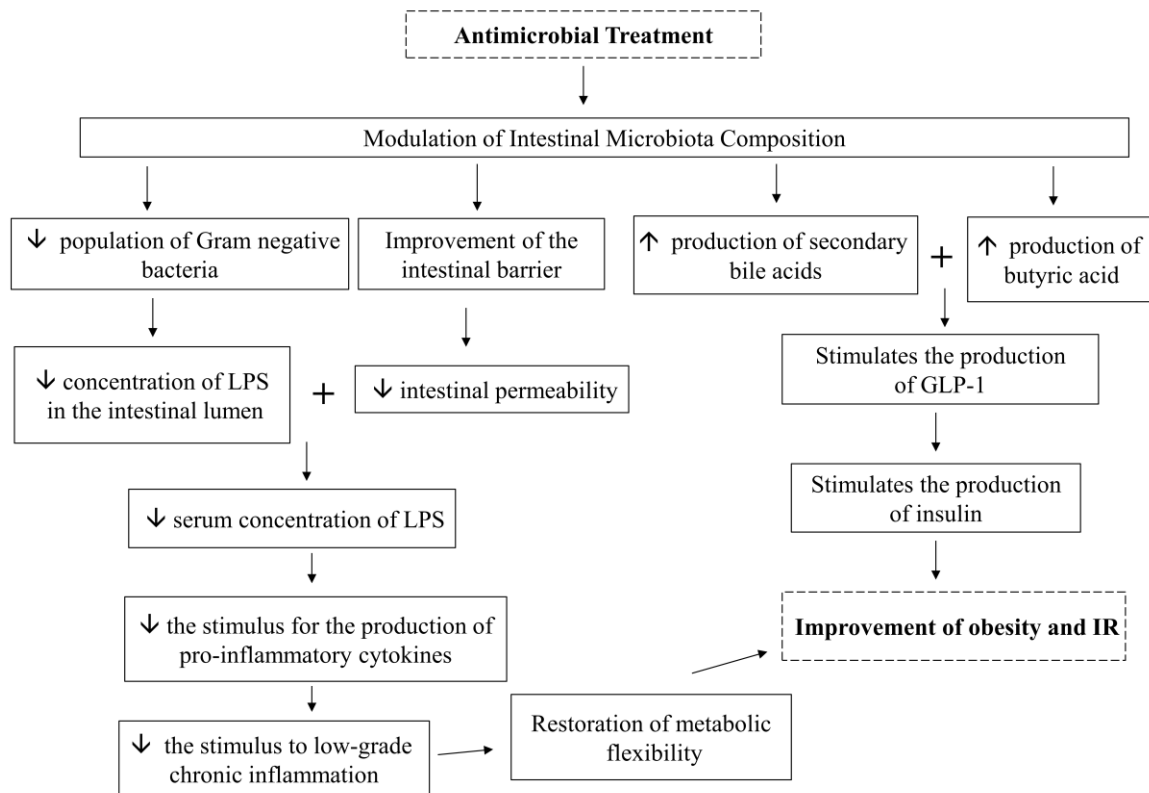 Antimicrobial Treatment
Modulation of Intestinal Microbiota Composition
↓ population of Gram negative
bacteria
Improvement of the
intestinal barrier
↑ production of secondary
bile acids
+
↑ production of
butyric acid
↓ concentration of LPS
in the intestinal lumen
+
↓ intestinal permeability
Stimulates the production
of GLP-1
↓ serum concentration of LPS
Stimulates the production
of insulin
↓ the stimulus for the production of
pro-inflammatory cytokines
Improvement of obesity and IR
↓ the stimulus to low-grade
chronic inflammation
Restoration of metabolic
flexibility